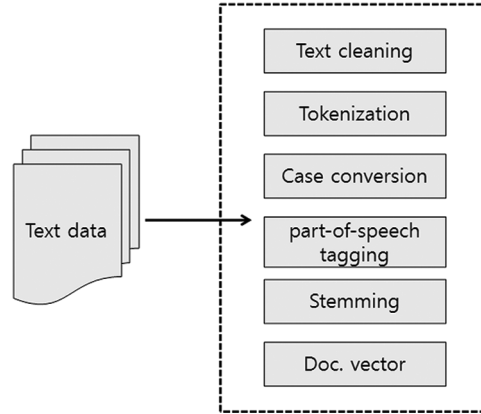 Text cleaning
Tokenization
Case conversion
Text data
part-of-speech
tagging
Stemming
Doc. vector